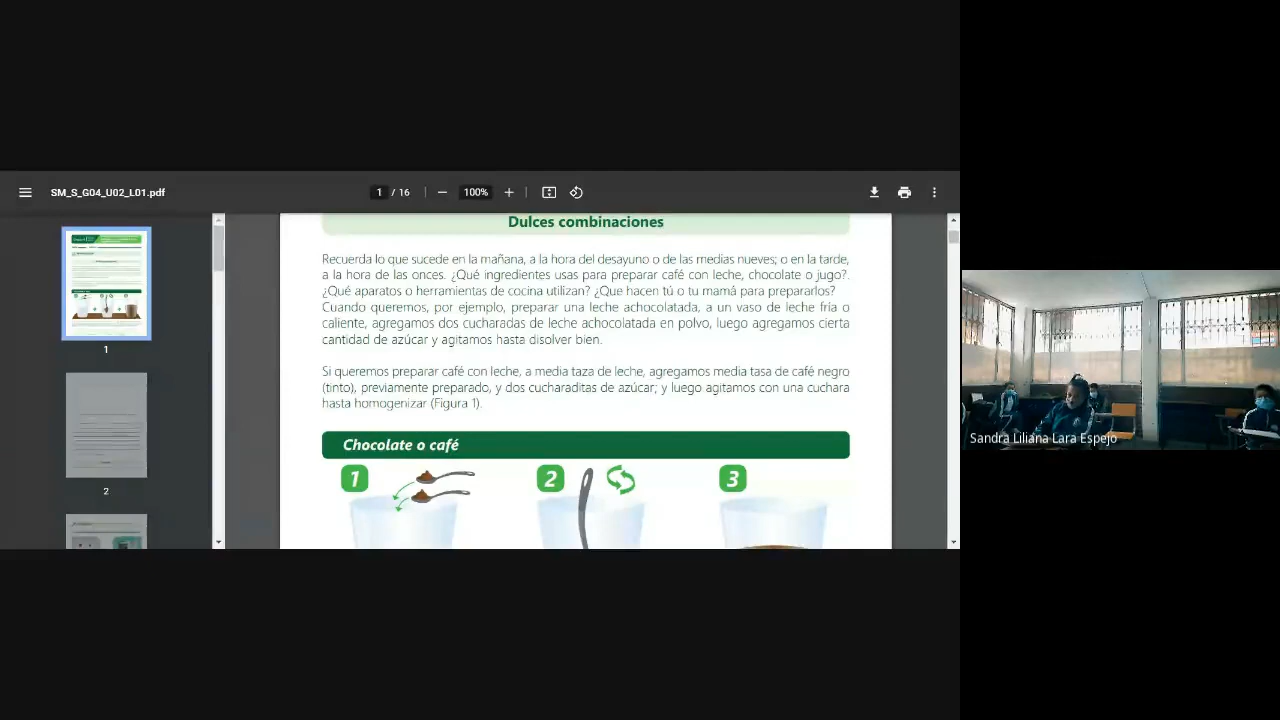 SM_S_G04_U02_L01.pdf
1 / 16
100%
Dulces combinaciones
Recuerda lo que sucede en la mañana, a la hora del desayuno o de las medias nueves; o en la tarde,
a la hora de las onces. ¿Qué ingredientes usas para preparar café con leche, chocolate o jugo?.
¿Qué aparatos o herramientas de cocina utilizan? ¿Que hacen tú o tu mamá para prepararlos?
Cuando queremos, por ejemplo, preparar una leche achocolatada, a un vaso de leche fría o
caliente, agregamos dos cucharadas de leche achocolatada en polvo, luego agregamos cierta
cantidad de azúcar y agitamos hasta disolver bien.
Si queremos preparar café con leche, a media taza de leche, agregamos media tasa de café negro
(tinto), previamente preparado, y dos cucharaditas de azúcar; y luego agitamos con una cuchara
hasta homogenizar (Figura 1).
Chocolate o café
1
2
3
1
2
Sandra Liliana Lara Espejo